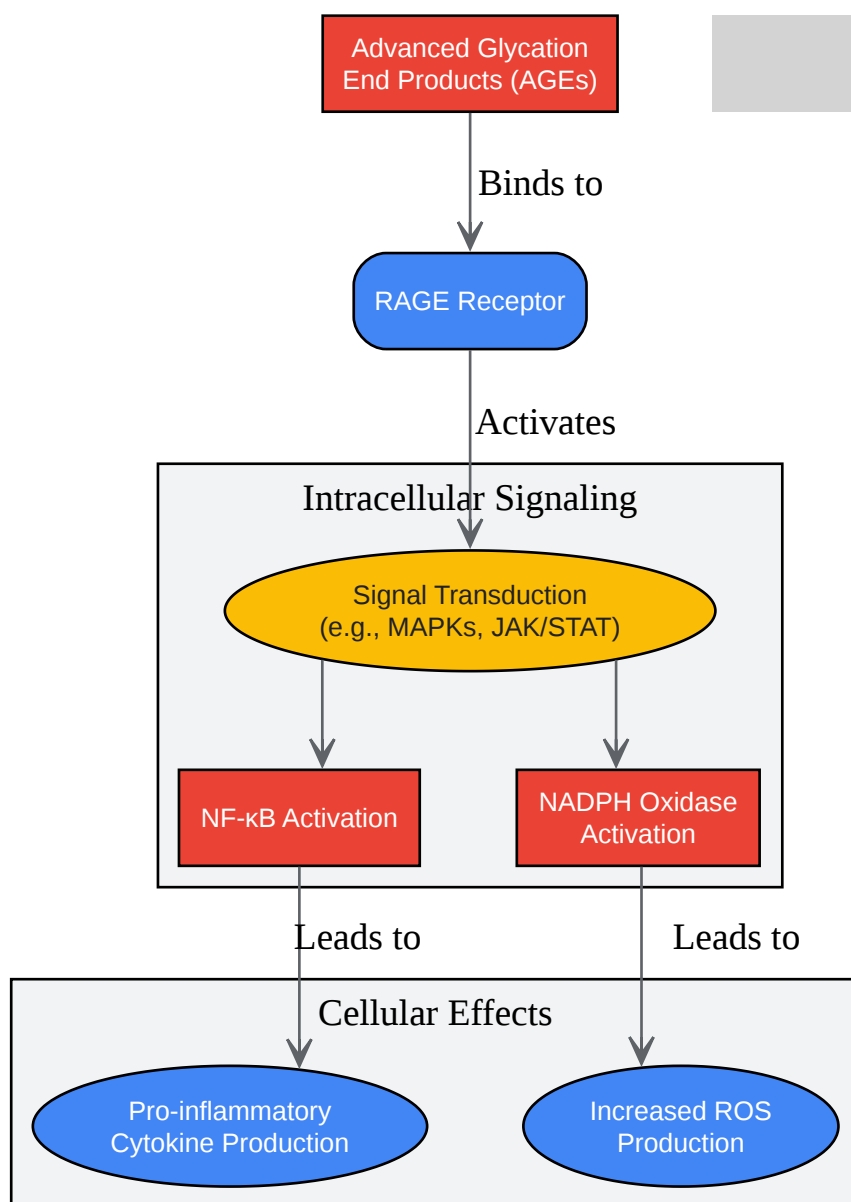 Advanced Glycation
End Products (AGEs)
Binds to
RAGE Receptor
Activates
Intracellular Signaling
Signal Transduction
(e.g., MAPKs, JAK/STAT)
NF-κB Activation
NADPH Oxidase
Activation
Leads to
Leads to
Cellular Effects
Pro-inflammatory
Cytokine Production
Increased ROS
Production